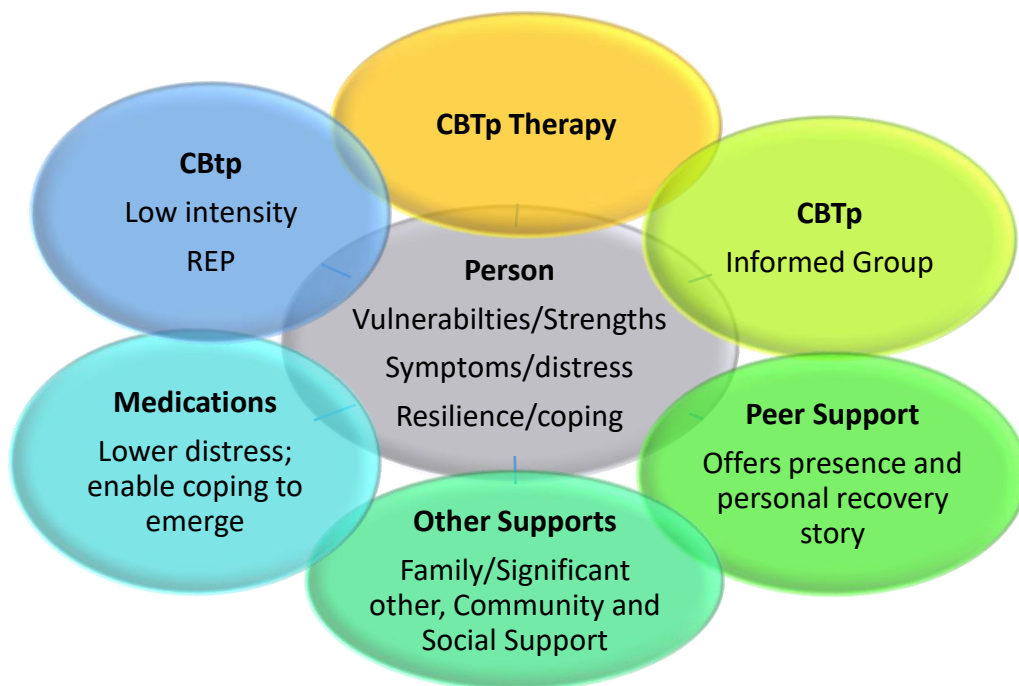 CBTp Therapy
CBtp
Low intensity
REP
CBTp
Informed Group
Person
Vulnerabilties/Strengths
Symptoms/distress
Resilience/coping
Medications
Lower distress;
enable coping to
emerge
Peer Support
Offers presence and
personal recovery
story
Other Supports
Family/Significant
other, Community and
Social Support